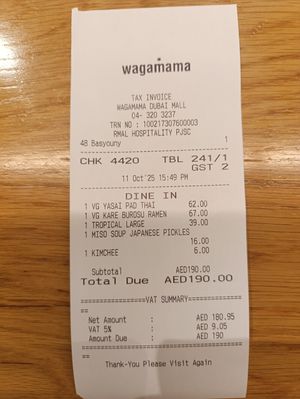 wagamama
TAX INVOICE
WAGAMAMA DUBAI MALL
04- 320 3237
TRN NO : 100217307600003
RMAL HOSPITALITY PJSC
48 Basyouny 1
CHK 4420 TBL 241/1
GST 2
11 Oct'25 15:49 PM
DINE IN
1 VG YASAI PAD THAI 62.00
1 VG KARE BUROSU RAMEN 67.00
1 TROPICAL LARGE 39.00
1 MISO SOUP JAPANESE PICKLES
16.00
1 KIMCHEE 6.00
Subtotal AED190.00
Total Due AED190.00
==============VAT SUMMARY==============
==
Net Amount : AED 180.95
VAT 5% : AED 9.05
Amount Due : AED 190
========================================
==
Thank-You Please Visit Again